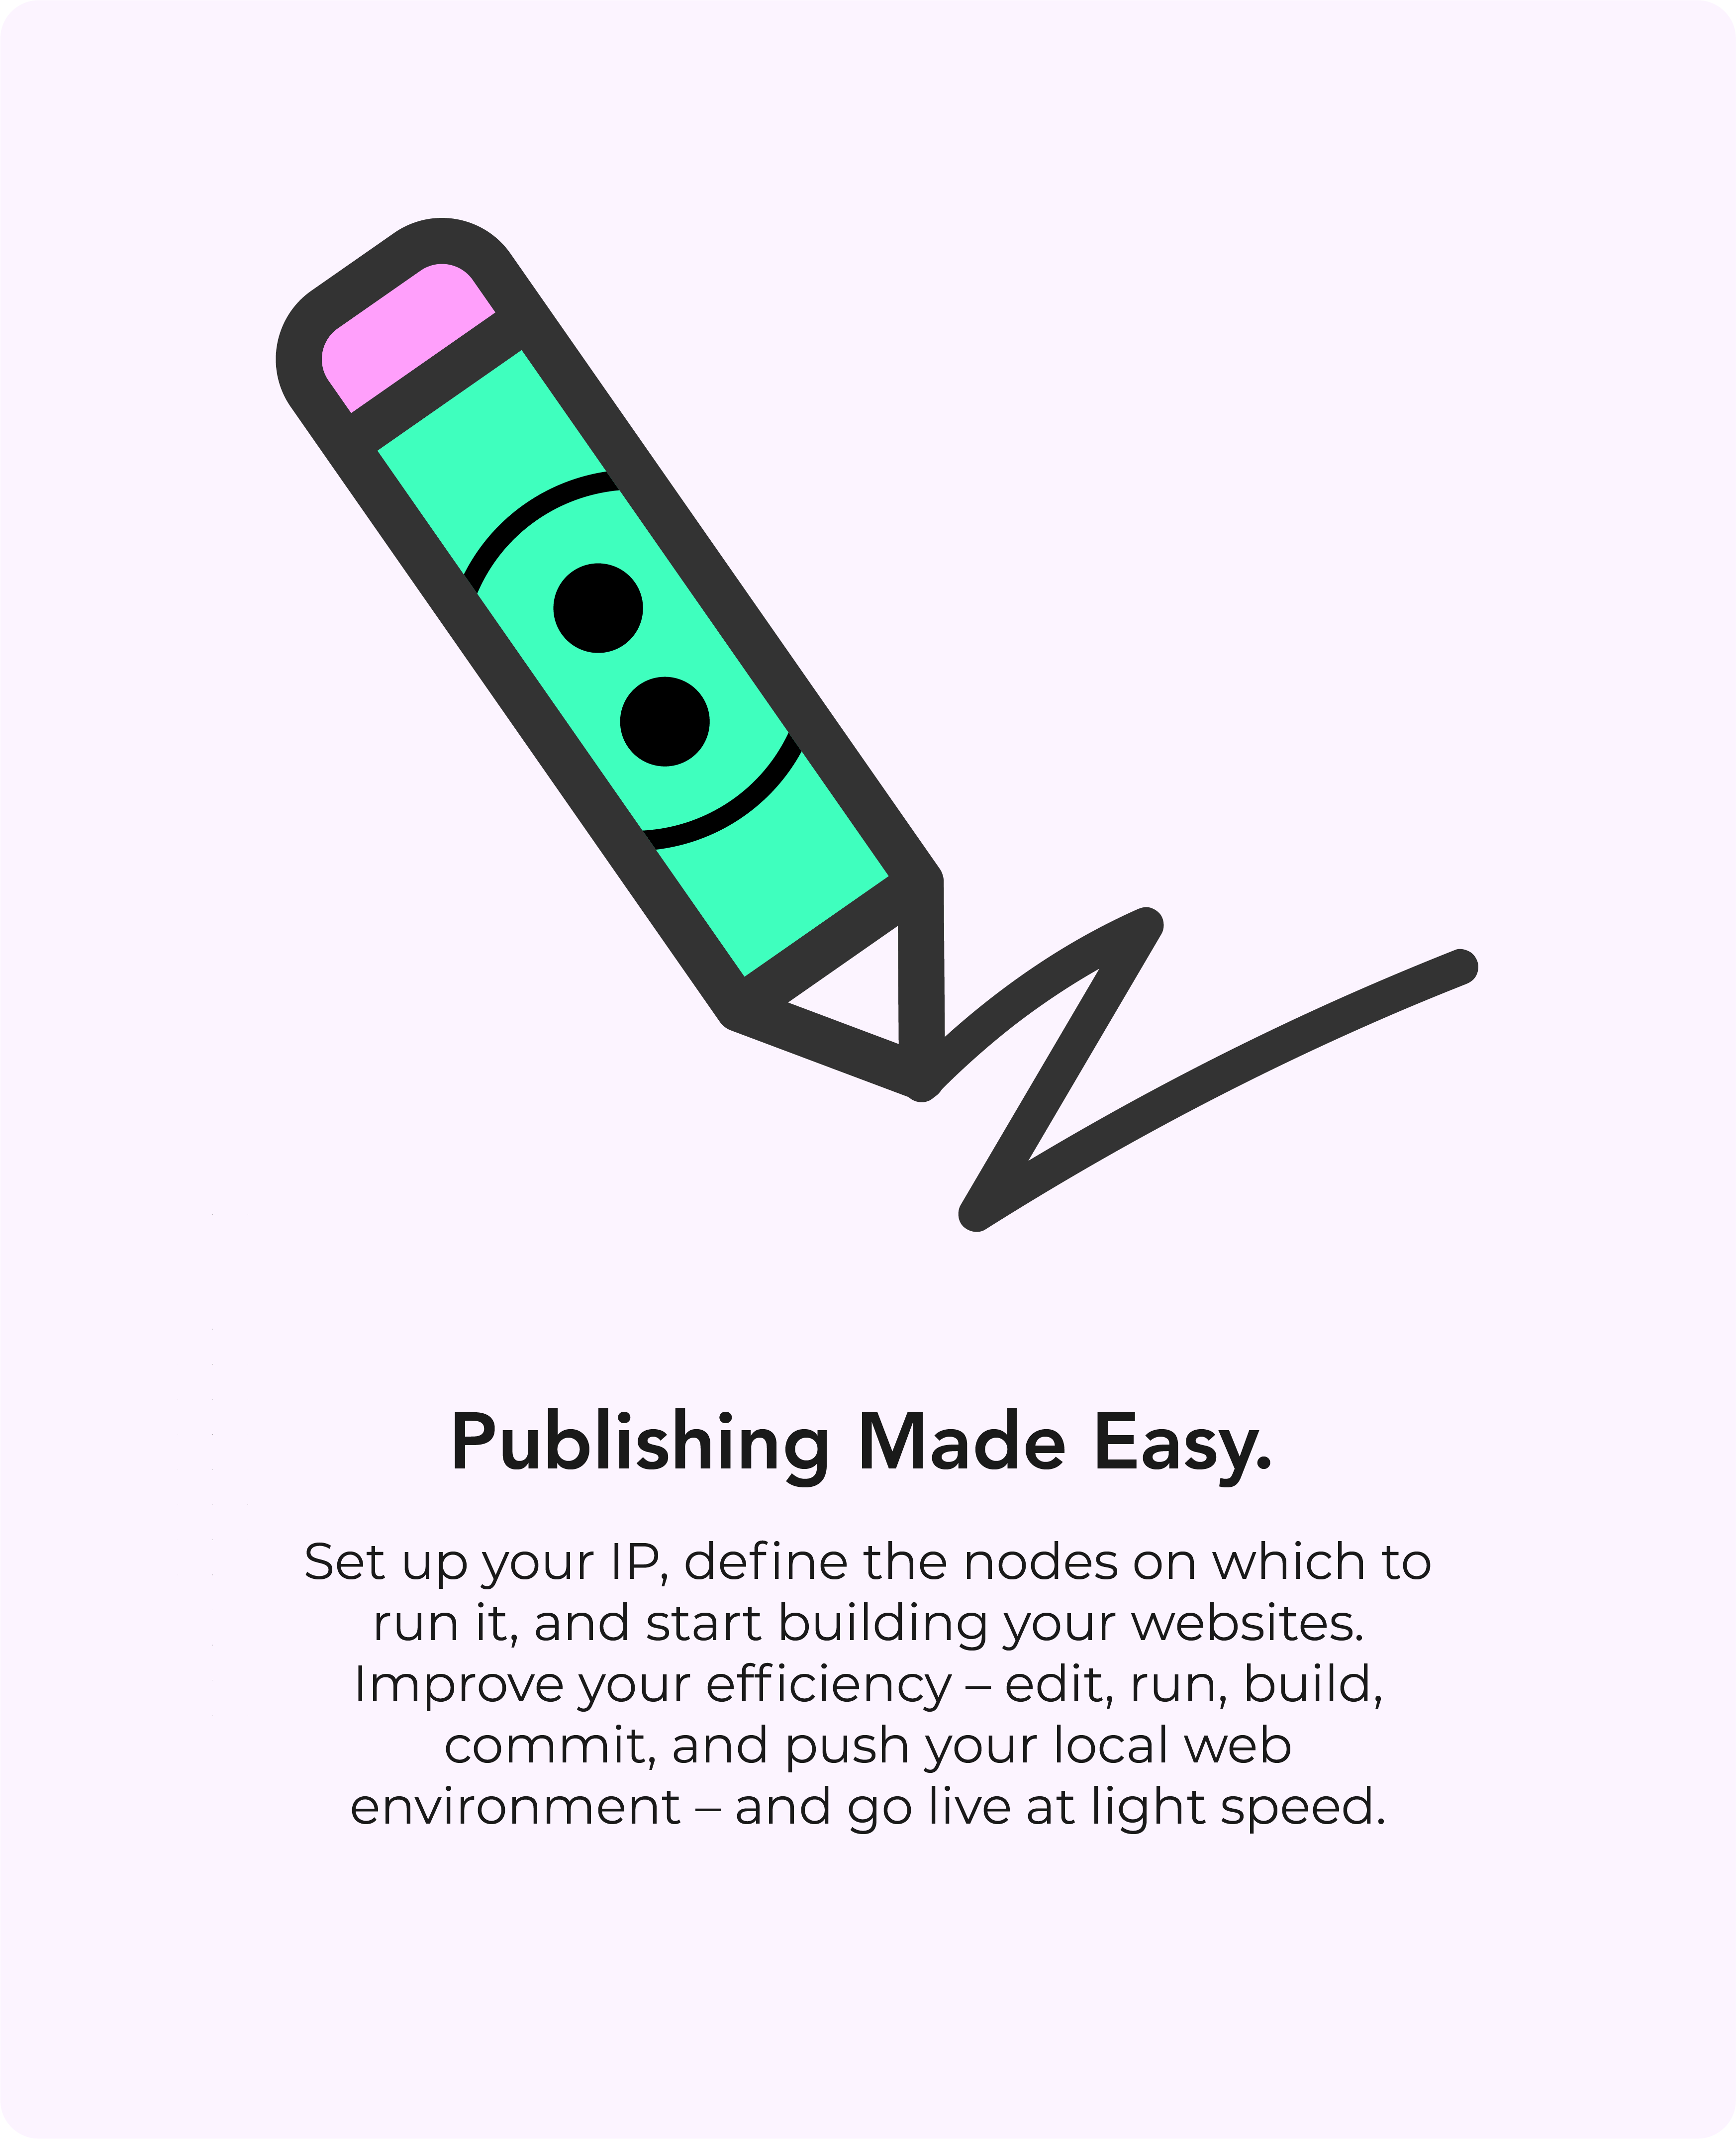 Publishing Made Easy.
Set up your IP, define the nodes on which to
run it, and start building your websites.
Improve your efficiency – edit, run, build,
commit, and push your local web
environment – and go live at light speed.